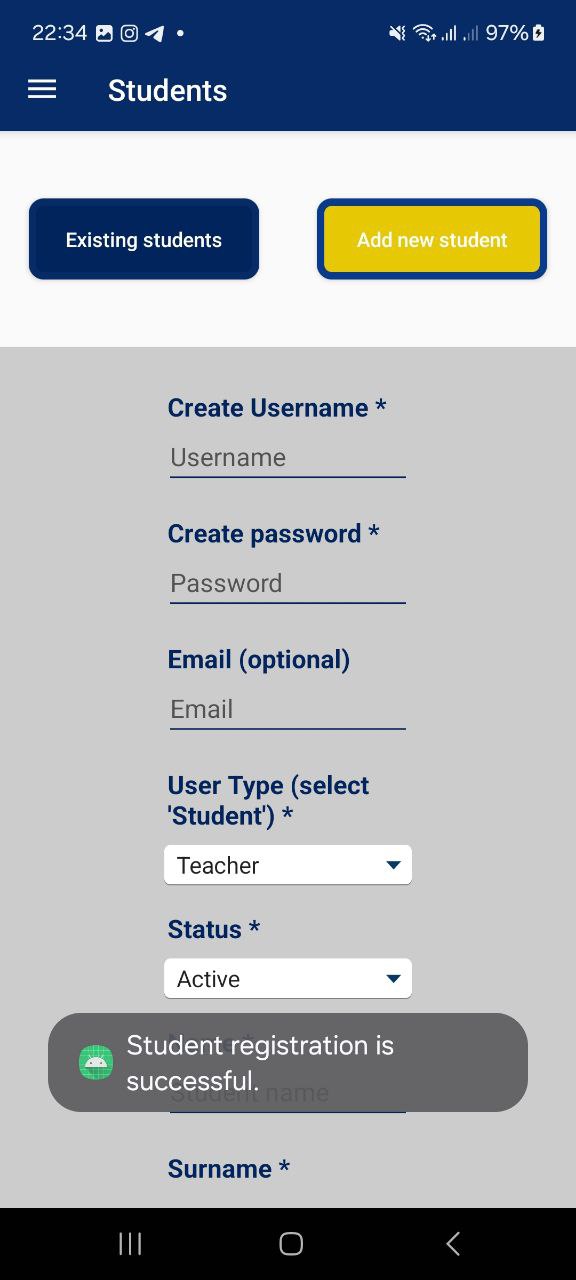 22:34 97%
Students
Existing students Add new student
Create Username *
Username
Create password *
Password
Email (optional)
Email
User Type (select
'Student') *
Teacher
Status *
Active
Student registration is
successful.
Student name
Surname *